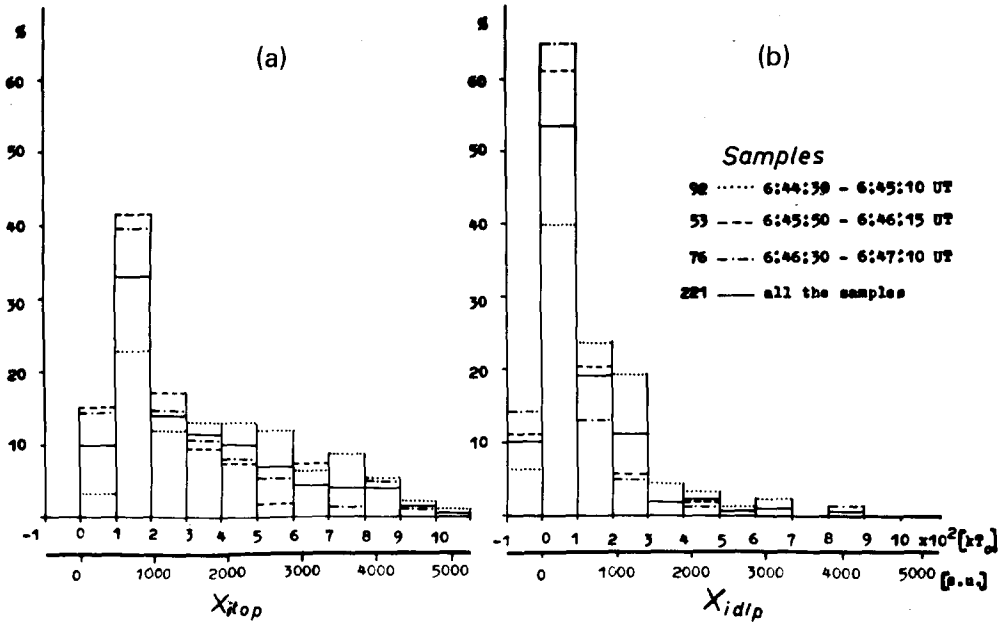 %
(a)
60
50
40
30
20
10
-1 0 1 2 3 4 5 6 7 8 9 10
0 1000 2000 3000 4000 5000
%
(b)
60
50
40
30
20
10
Samples
92 ........ 6:44:30 - 6:45:10 UT
53 --- 6:45:50 - 6:46:15 UT
76 -.-.- 6:46:30 - 6:47:10 UT
221 — all the samples
-1 0 1 2 3 4 5 6 7 8 9 10 x10² [kT₀]
0 1000 2000 3000 4000 5000 [s.u.]
X idlp